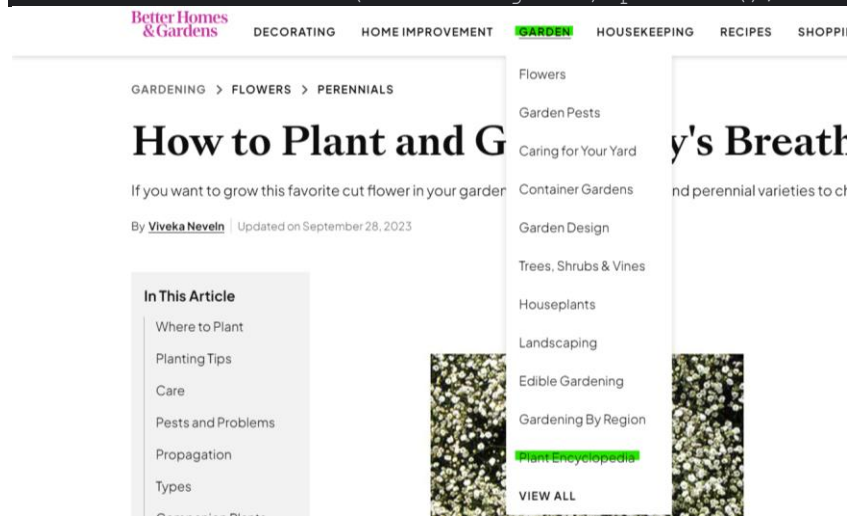 Better Homes
& Gardens
DECORATING HOME IMPROVEMENT GARDEN HOUSEKEEPING RECIPES SHOPPI
Flowers
Garden Pests
Caring for Your Yard
Container Gardens
Garden Design
Trees, Shrubs & Vines
Houseplants
Landscaping
Edible Gardening
Gardening By Region
Plant Encyclopedia
VIEW ALL
GARDENING > FLOWERS > PERENNIALS
How to Plant and G y's Breath
If you want to grow this favorite cut flower in your garden nd perennial varieties to ch
By Viveka Neveln Updated on September 28, 2023
In This Article
Where to Plant
Planting Tips
Care
Pests and Problems
Propagation
Types